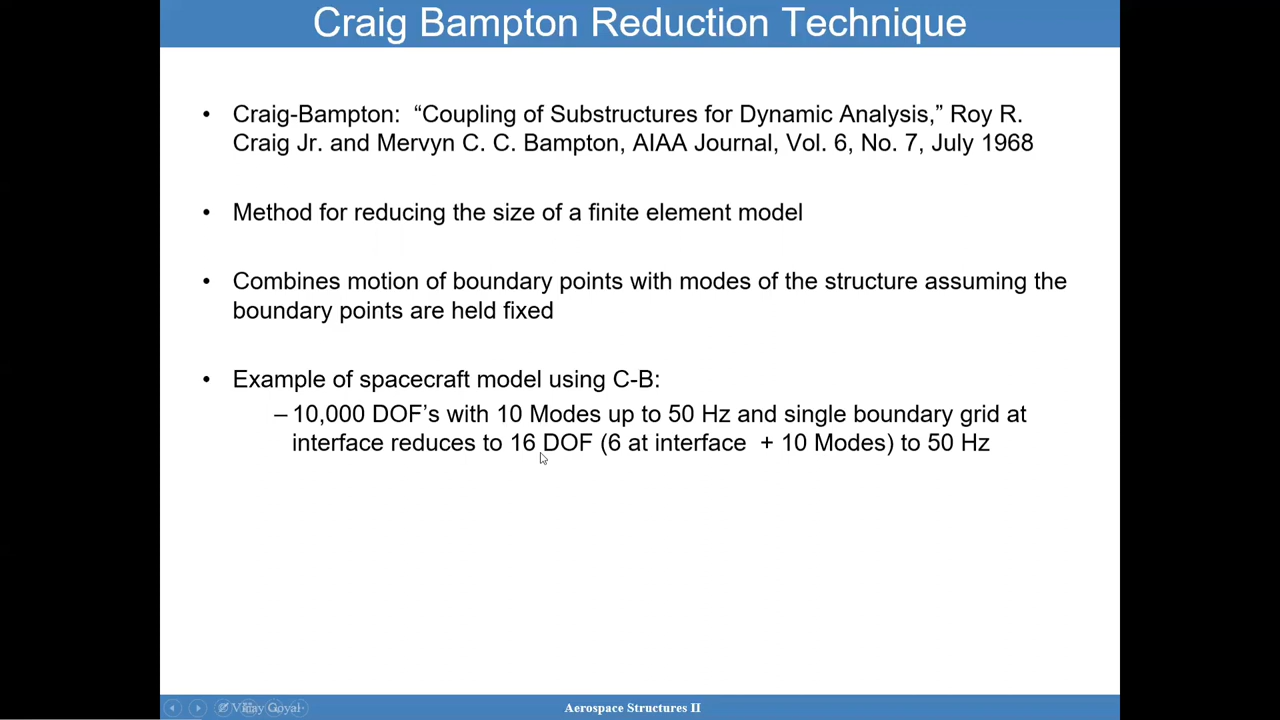 Craig Bampton Reduction Technique
• Craig-Bampton: “Coupling of Substructures for Dynamic Analysis,” Roy R.
Craig Jr. and Mervyn C. C. Bampton, AIAA Journal, Vol. 6, No. 7, July 1968
• Method for reducing the size of a finite element model
• Combines motion of boundary points with modes of the structure assuming the
boundary points are held fixed
• Example of spacecraft model using C-B:
– 10,000 DOF’s with 10 Modes up to 50 Hz and single boundary grid at
interface reduces to 16 DOF (6 at interface + 10 Modes) to 50 Hz
Vijay Goyal
Aerospace Structures II